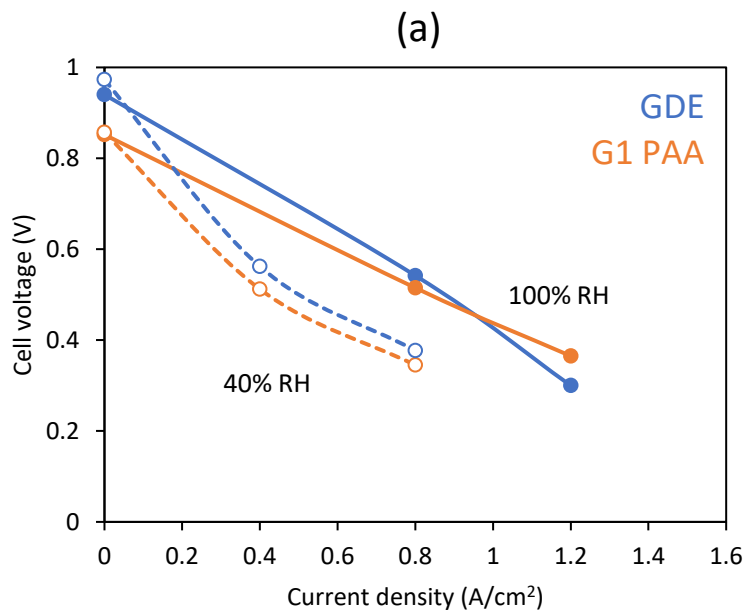 (a)
GDE
G1 PAA
100% RH
40% RH
Cell voltage (V)
1
0.8
0.6
0.4
0.2
0
0 0.2 0.4 0.6 0.8 1 1.2 1.4 1.6
Current density (A/cm²)